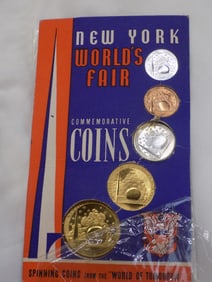 NEW YORK
WORLD'S
FAIR
COMMEMORATIVE
COINS
SPINNING COINS FROM THE "WORLD OF TOMORROW"